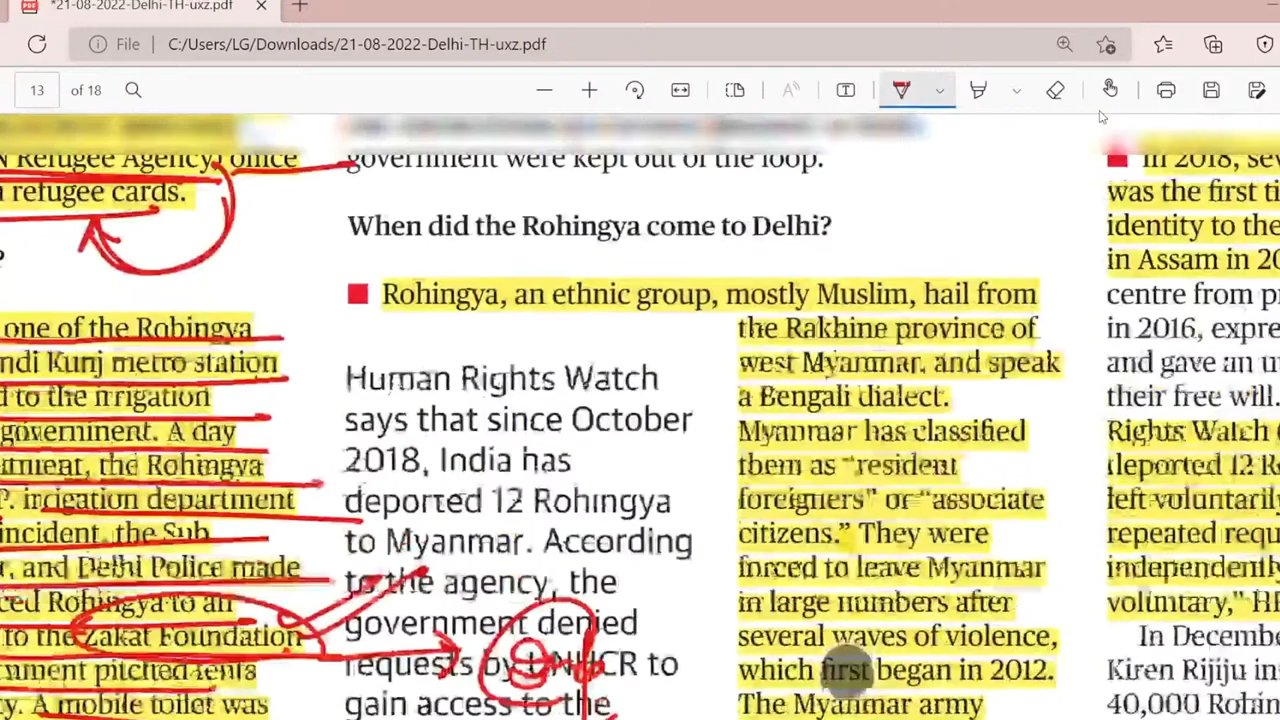 *21-08-2022-Delhi-TH-uxz.pdf
File
C:/Users/LG/Downloads/21-08-2022-Delhi-TH-uxz.pdf
13 of 18
N Refugee Agency) office
refugee cards.
?
one of the Rohingya
ndi Kunj metro station
d to the irrigation
government. A day
artment, the Rohingya
P. irrigation department
incident, the Sub
r, and Delhi Police made
ced Rohingya to an
to the Zakat Foundation
nment pitched tents
y. A mobile toilet was
government were kept out of the loop.
When did the Rohingya come to Delhi?
Rohingya, an ethnic group, mostly Muslim, hail from
the Rakhine province of
west Myanmar, and speak
a Bengali dialect.
Myanmar has classified
them as “resident
foreigners” or “associate
citizens.” They were
forced to leave Myanmar
in large numbers after
several waves of violence,
which first began in 2012.
The Myanmar army
Human Rights Watch
says that since October
2018, India has
deported 12 Rohingya
to Myanmar. According
to the agency, the
government denied
requests by UNHCR to
gain access to the
In 2018, sev
was the first ti
identity to the
in Assam in 20
centre from p
in 2016, expre
and gave an u
their free will.
Rights Watch
deported 12 R
left voluntaril
repeated requ
independently
voluntary,” H
In Decembe
Kiren Rijiju in
40,000 Rohin